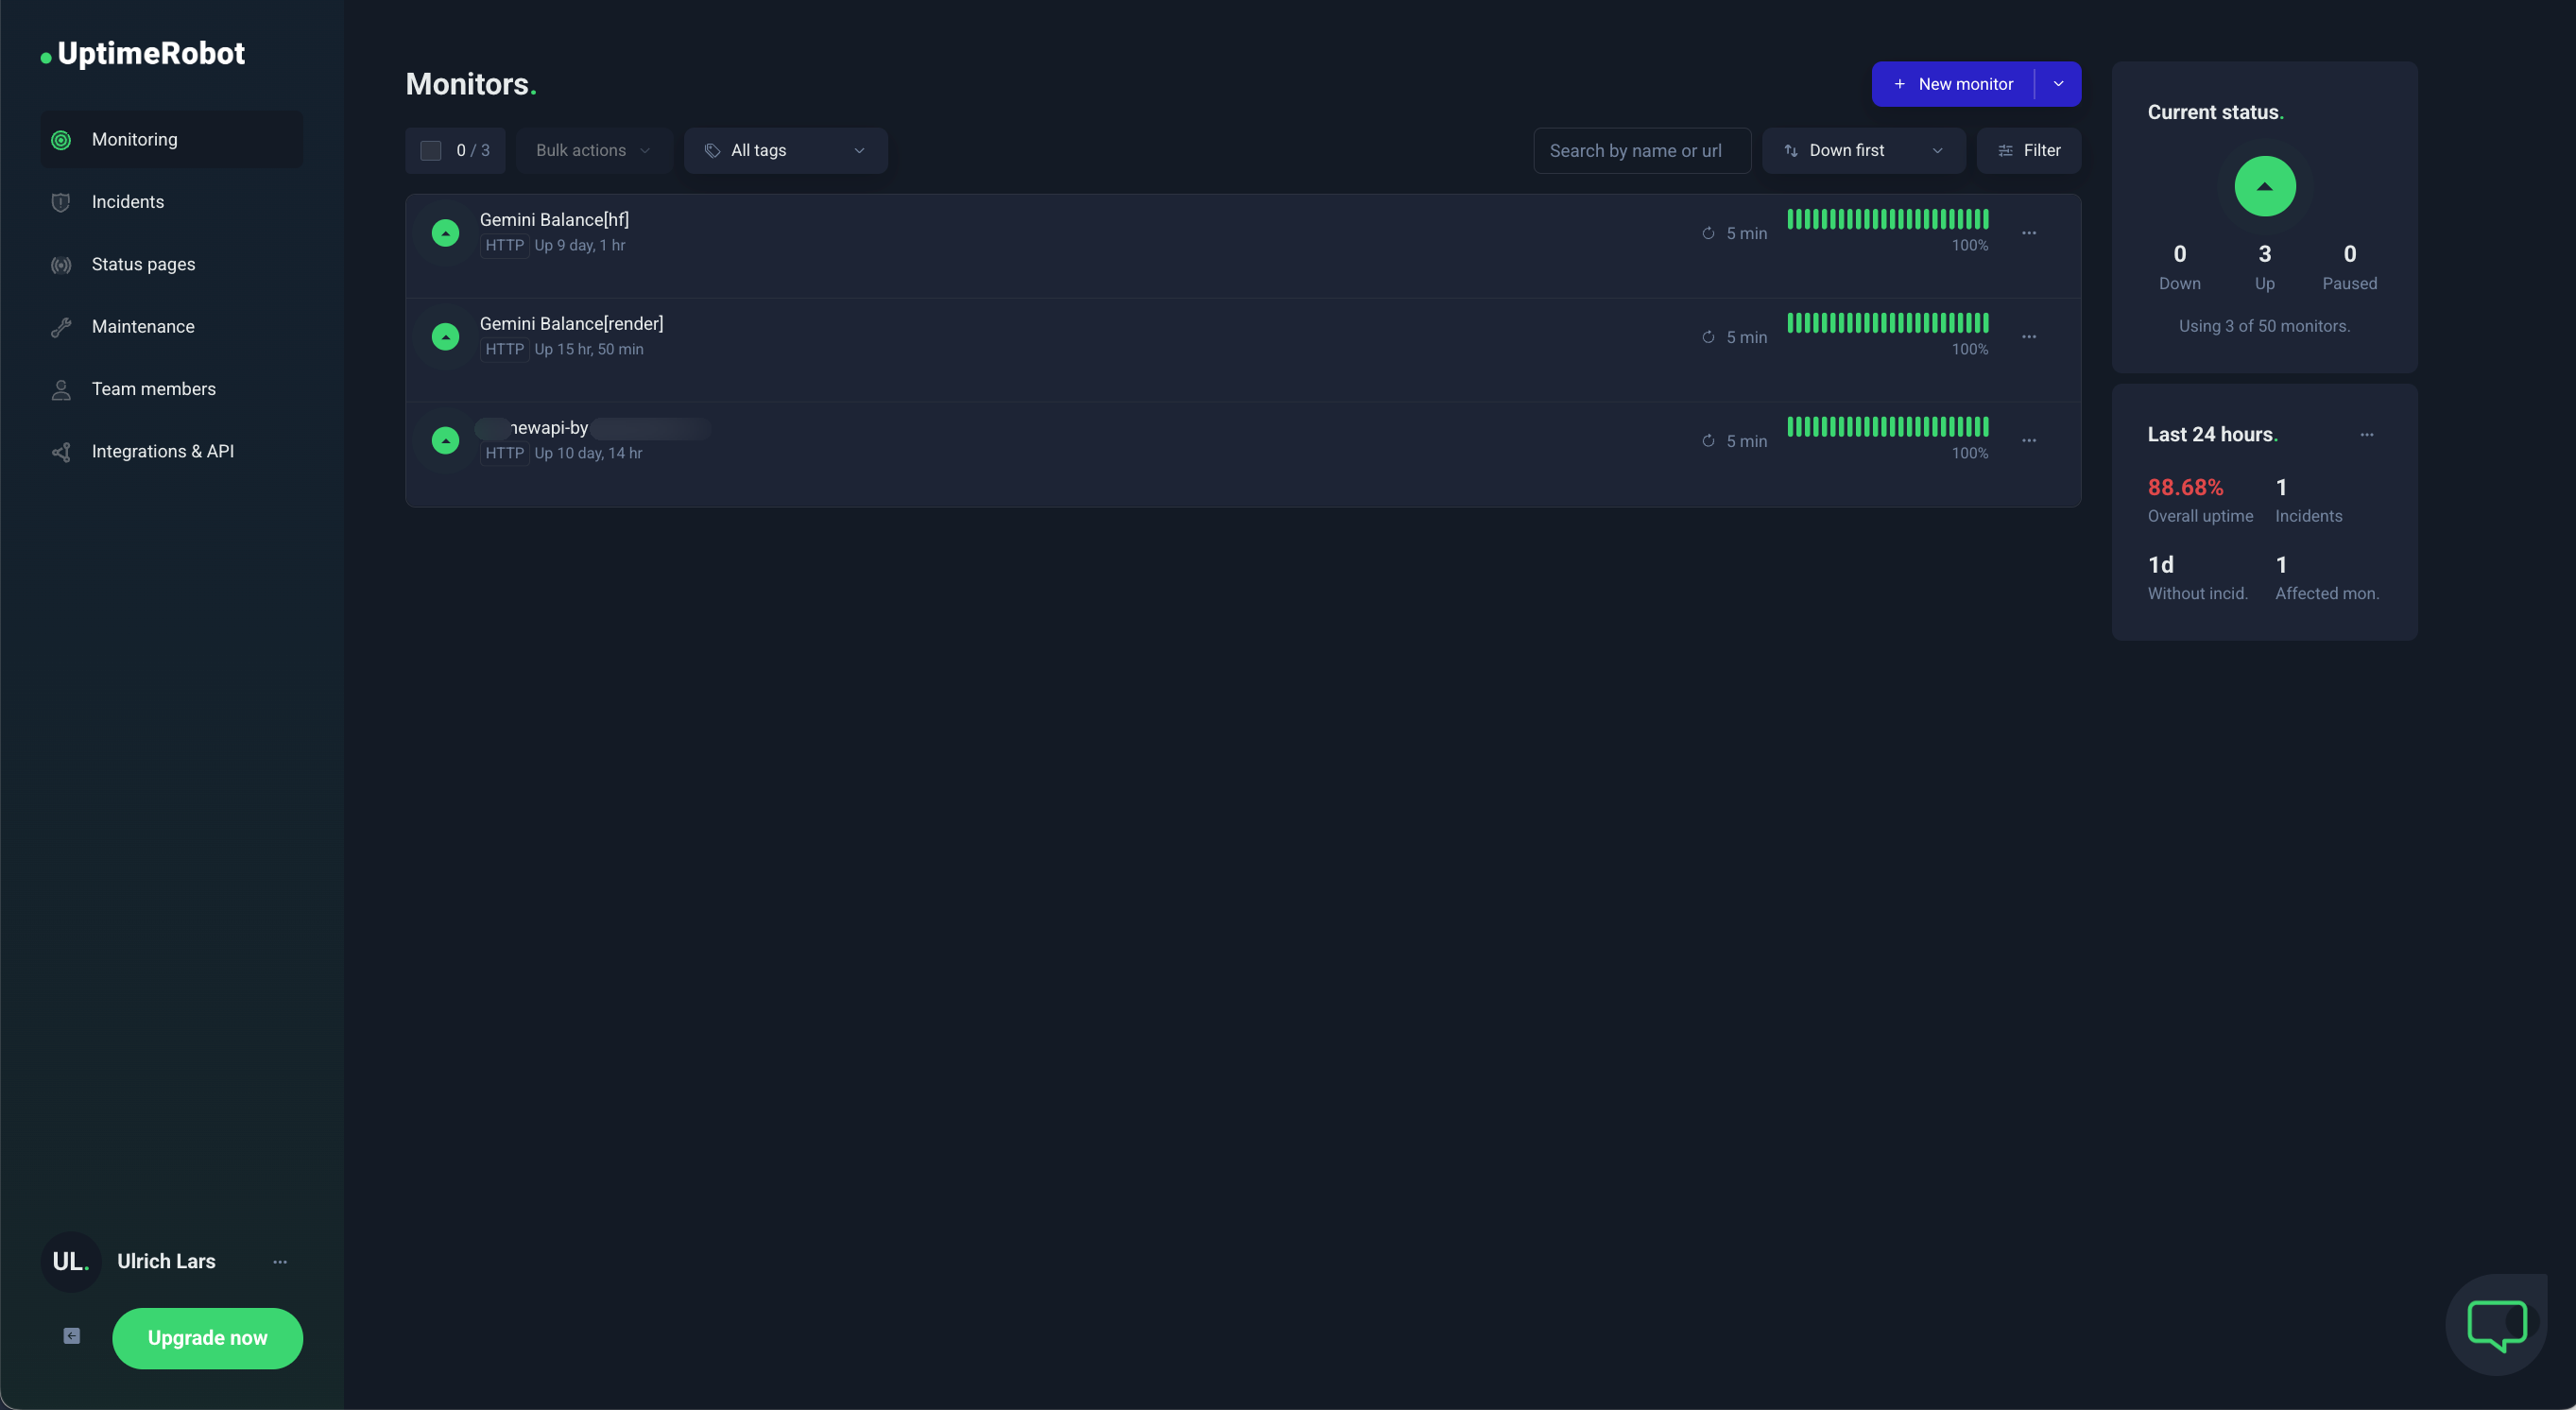 UptimeRobot
Monitoring
Incidents
Status pages
Maintenance
Team members
Integrations & API
UL.
Ulrich Lars
Upgrade now
Monitors.
New monitor
0 / 3
Bulk actions
All tags
Search by name or url
Down first
Filter
Gemini Balance[hf]
HTTP Up 9 day, 1 hr
5 min
100%
Gemini Balance[render]
HTTP Up 15 hr, 50 min
5 min
100%
newapi-by
HTTP Up 10 day, 14 hr
5 min
100%
Current status.
0 3 0
Down Up Paused
Using 3 of 50 monitors.
Last 24 hours.
88.68% 1
Overall uptime Incidents
1d 1
Without incid. Affected mon.